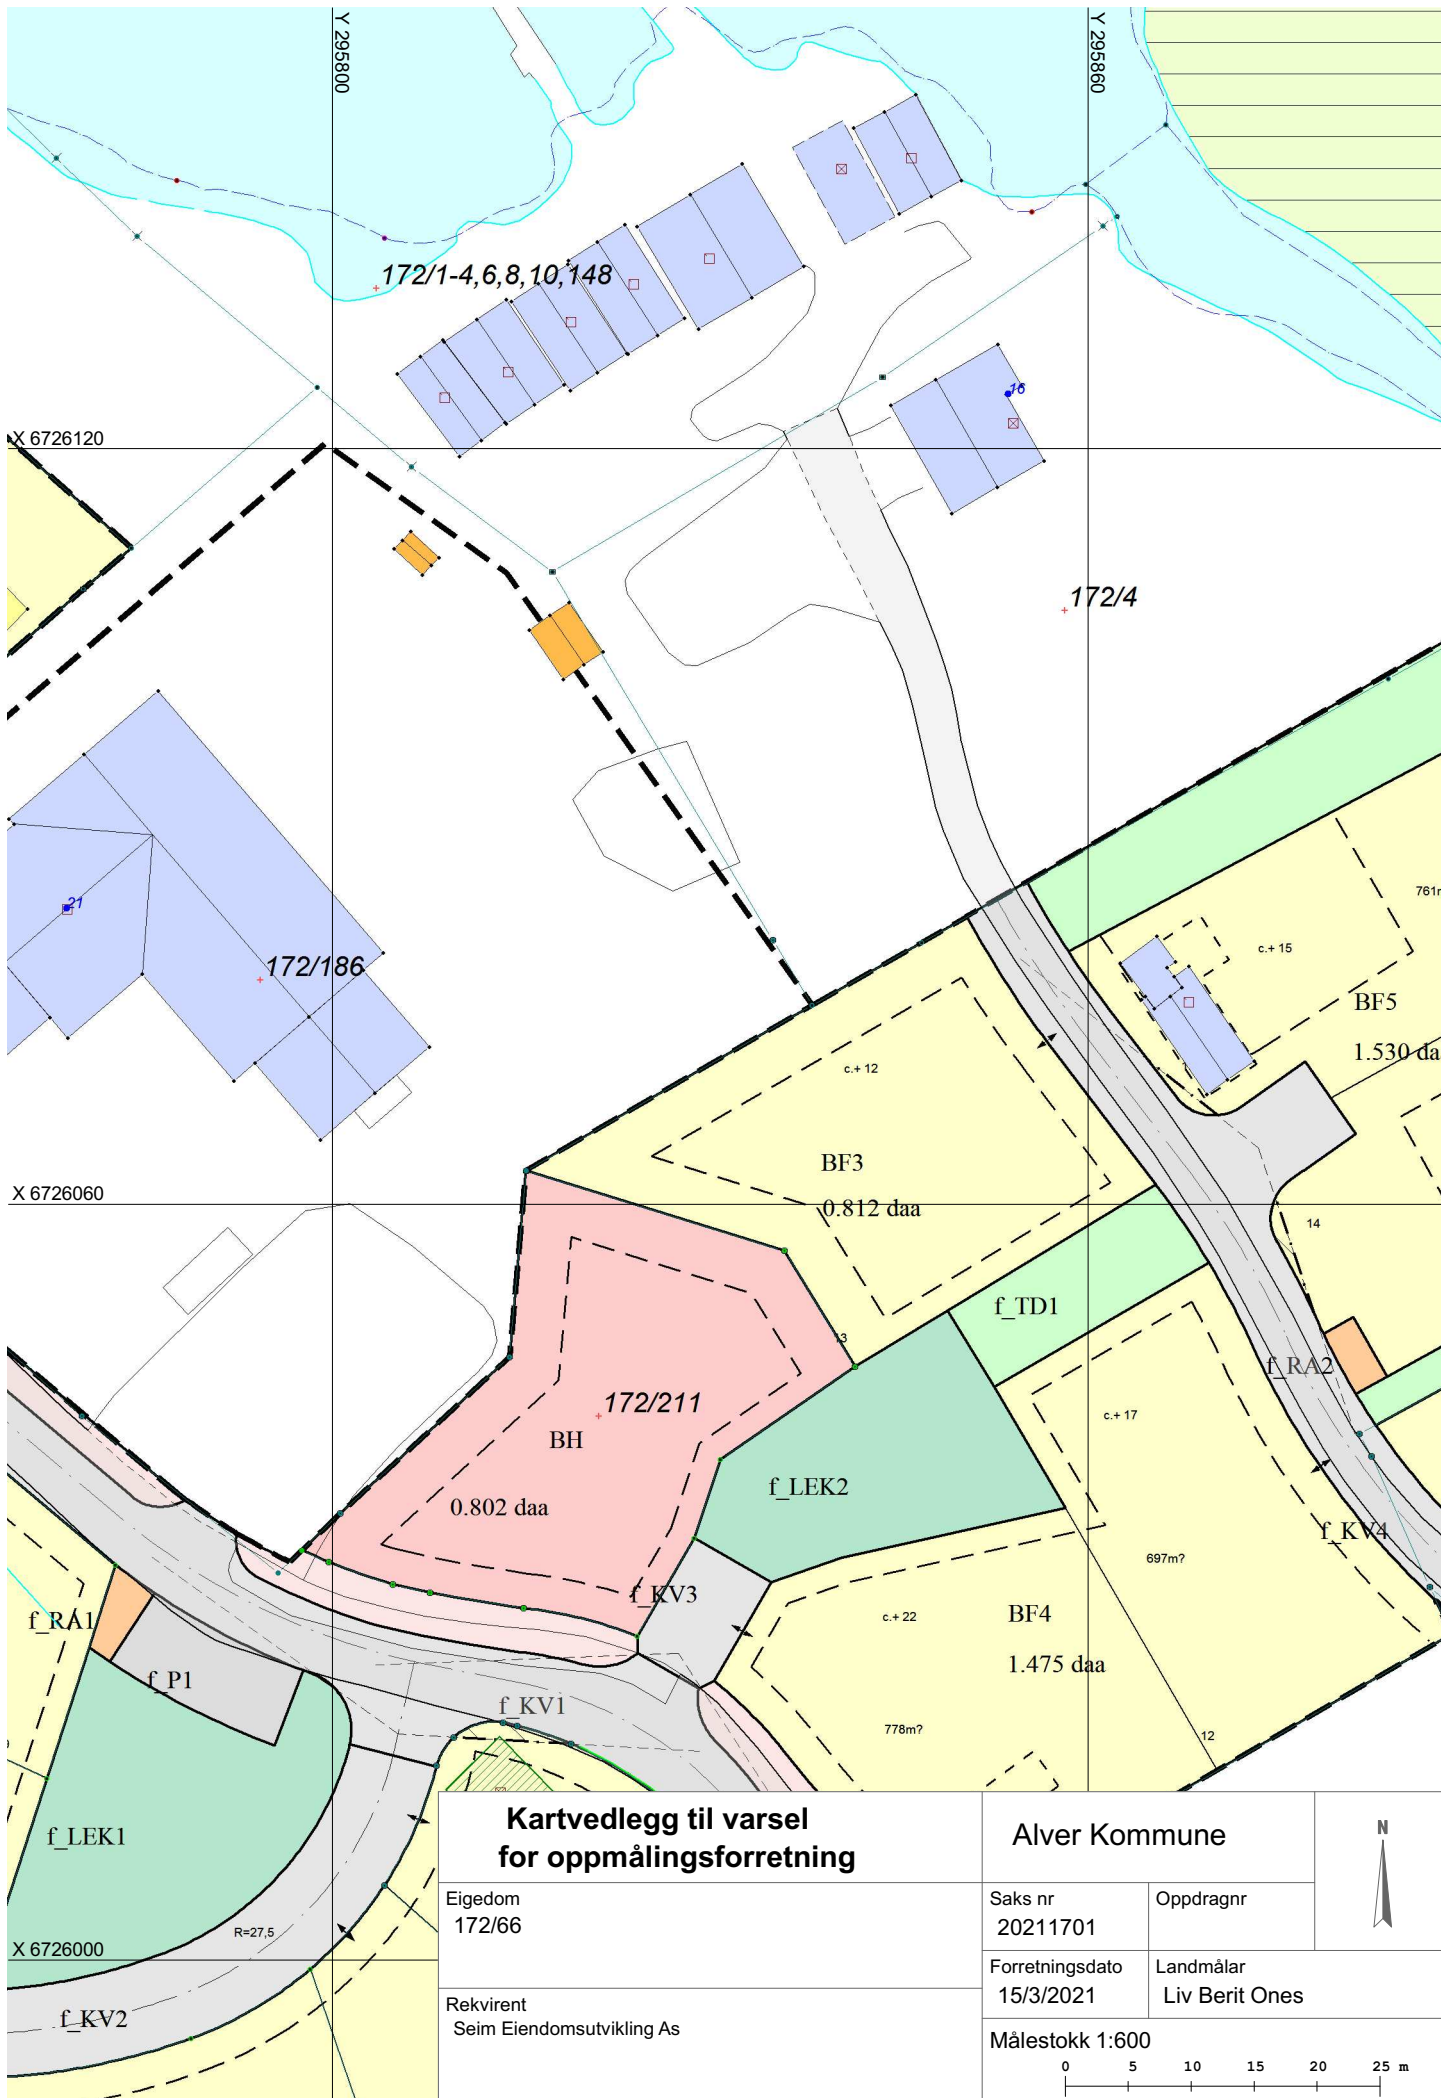 Y 295800
Y 295860
172/1-4,6,8,10,148
16
X 6726120
172/4
761
c.+ 15
21
172/186
BF5
1.530 da
c.+ 12
BF3
X 6726060
0.812 daa
14
f_TD1
13
f_RA2
172/211
c.+ 17
BH
f_LEK2
0.802 daa
f_KV4
697m?
f_KV3
f_RA1
c.+ 22
BF4
1.475 daa
f_P1
f_KV1
778m?
12
f_LEK1
R=27,5
X 6726000
f_KV2
Kartvedlegg til varsel
for oppmålingsforretning
Alver Kommune
N
Eigedom
172/66
Saks nr
20211701
Oppdragnr
Forretningsdato
15/3/2021
Landmålar
Liv Berit Ones
Rekvirent
Seim Eiendomsutvikling As
Målestokk 1:600
0 5 10 15 20 25 m